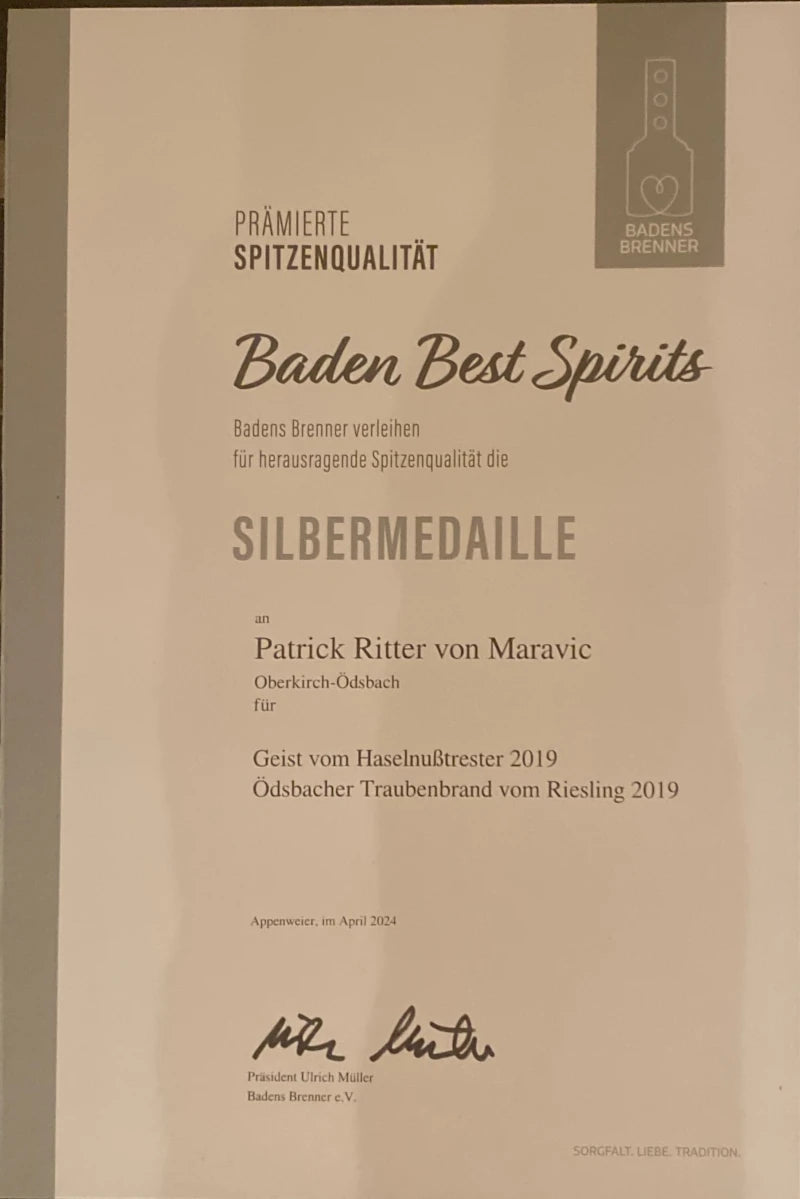 BADENS
BRENNER
PRÄMIERTE
SPITZENQUALITÄT
Baden Best Spirits
Badens Brenner verleihen
für herausragende Spitzenqualität die
SILBERMEDAILLE
an
Patrick Ritter von Maravic
Oberkirch-Ödsbach
für
Geist vom Haselnußtrester 2019
Ödsbacher Traubenbrand vom Riesling 2019
Appenweier, im April 2024
Präsident Ulrich Müller
Badens Brenner e.V.
SORGFALT. LIEBE. TRADITION.